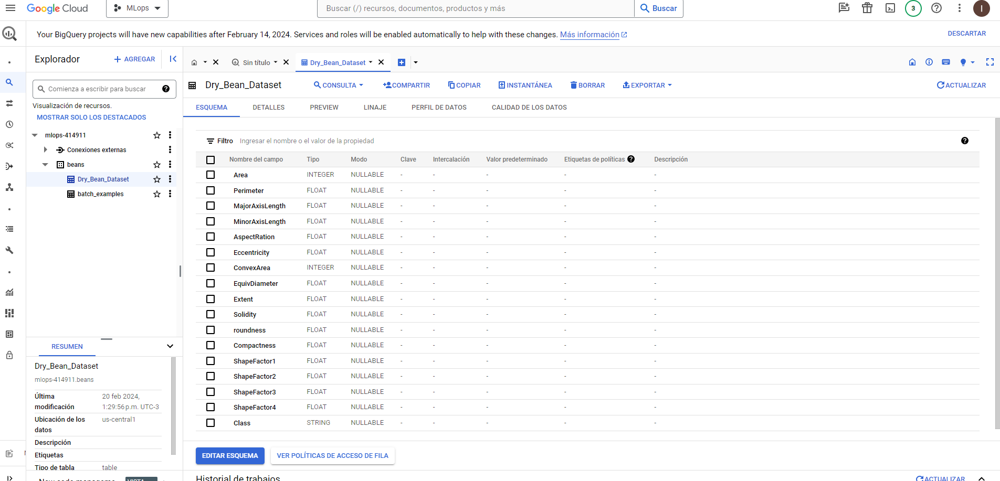 Google Cloud
MLops
Buscar (/) recursos, documentos, productos y más
Buscar
3
I
Your BigQuery projects will have new capabilities after February 14, 2024. Services and roles will be enabled automatically to help with these changes. Más información
DESCARTAR
Explorador
AGREGAR
Sin título
Dry_Bean_Dataset
Comienza a escribir para buscar
Visualización de recursos.
MOSTRAR SOLO LOS DESTACADOS
mlops-414911
Conexiones externas
beans
Dry_Bean_Dataset
batch_examples
RESUMEN
Dry_Bean_Dataset
mlops-414911.beans
Última modificación 20 feb 2024, 1:29:56 p.m. UTC-3
Ubicación de los datos us-central1
Descripción
Etiquetas
Tipo de tabla table
Dry_Bean_Dataset
CONSULTA
COMPARTIR
COPIAR
INSTANTÁNEA
BORRAR
EXPORTAR
ACTUALIZAR
ESQUEMA DETALLES PREVIEW LINAJE PERFIL DE DATOS CALIDAD DE LOS DATOS
Filtro Ingresar el nombre o el valor de la propiedad
Nombre del campo Tipo Modo Clave Intercalación Valor predeterminado Etiquetas de políticas Descripción
Area INTEGER NULLABLE - - - - -
Perimeter FLOAT NULLABLE - - - - -
MajorAxisLength FLOAT NULLABLE - - - - -
MinorAxisLength FLOAT NULLABLE - - - - -
AspectRation FLOAT NULLABLE - - - - -
Eccentricity FLOAT NULLABLE - - - - -
ConvexArea INTEGER NULLABLE - - - - -
EquivDiameter FLOAT NULLABLE - - - - -
Extent FLOAT NULLABLE - - - - -
Solidity FLOAT NULLABLE - - - - -
roundness FLOAT NULLABLE - - - - -
Compactness FLOAT NULLABLE - - - - -
ShapeFactor1 FLOAT NULLABLE - - - - -
ShapeFactor2 FLOAT NULLABLE - - - - -
ShapeFactor3 FLOAT NULLABLE - - - - -
ShapeFactor4 FLOAT NULLABLE - - - - -
Class STRING NULLABLE - - - - -
EDITAR ESQUEMA
VER POLÍTICAS DE ACCESO DE FILA
Historial de trabajos
ACTUALIZAR